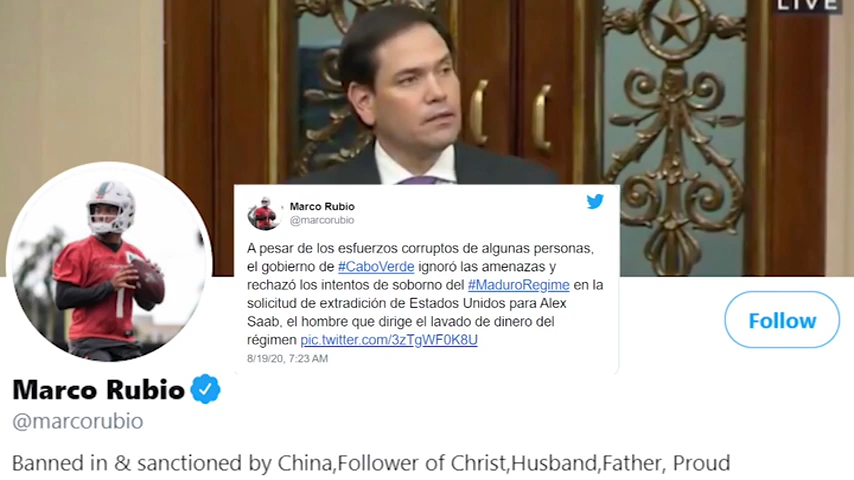 LIVE
Marco Rubio
@marcorubio
A pesar de los esfuerzos corruptos de algunas personas,
el gobierno de #CaboVerde ignoró las amenazas y
rechazó los intentos de soborno del #MaduroRegime en la
solicitud de extradición de Estados Unidos para Alex
Saab, el hombre que dirige el lavado de dinero del
régimen pic.twitter.com/3zTgWF0K8U
8/19/20, 7:23 AM
1
Follow
Marco Rubio
@marcorubio
Banned in & sanctioned by China,Follower of Christ,Husband,Father, Proud